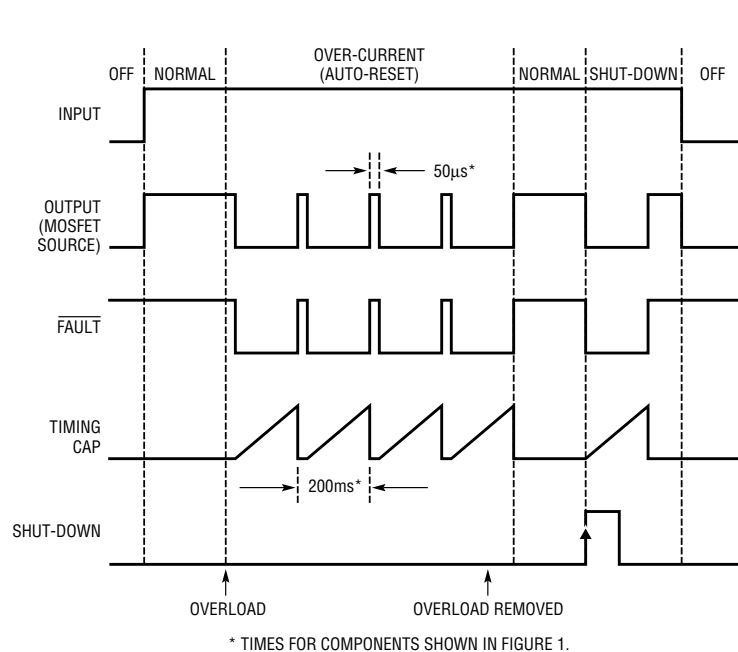 OVER-CURRENT
(AUTO-RESET)
OFF
NORMAL
NORMAL
SHUT-DOWN
OFF
INPUT
50μs*
OUTPUT
(MOSFET
SOURCE)
FAULT
TIMING
CAP
200ms*
SHUT-DOWN
OVERLOAD
OVERLOAD REMOVED
* TIMES FOR COMPONENTS SHOWN IN FIGURE 1.